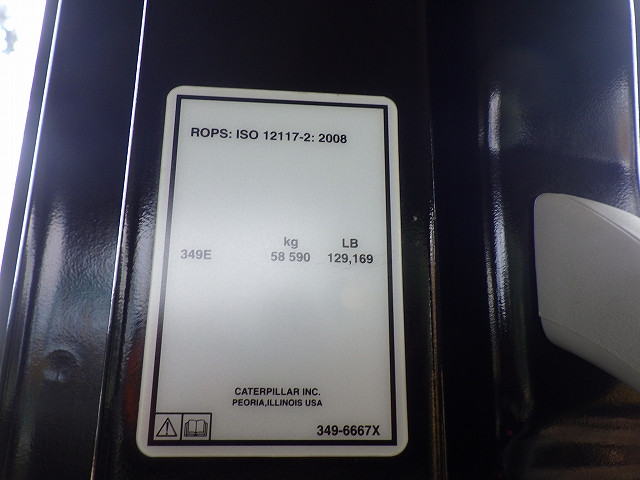 ROPS: ISO 12117-2: 2008
kg LB
349E 58 590 129,169
CATERPILLAR INC.
PEORIA,ILLINOIS USA
349-6667X